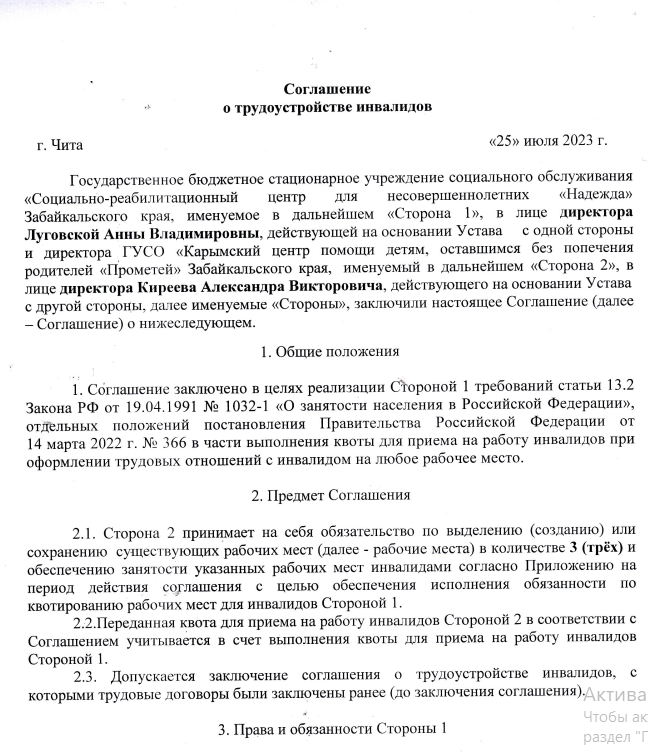 Соглашение
о трудоустройстве инвалидов
г. Чита «25» июля 2023 г.
Государственное бюджетное стационарное учреждение социального обслуживания
«Социально-реабилитационный центр для несовершеннолетних «Надежда»
Забайкальского края, именуемое в дальнейшем «Сторона 1», в лице директора
Луговской Анны Владимировны, действующей на основании Устава с одной стороны
и директора ГУСО «Карымский центр помощи детям, оставшимся без попечения
родителей «Прометей» Забайкальского края, именуемый в дальнейшем «Сторона 2», в
лице директора Киреева Александра Викторовича, действующего на основании Устава
с другой стороны, далее именуемые «Стороны», заключили настоящее Соглашение (далее
– Соглашение) о нижеследующем.
1. Общие положения
1. Соглашение заключено в целях реализации Стороной 1 требований статьи 13.2
Закона РФ от 19.04.1991 № 1032-1 «О занятости населения в Российской Федерации»,
отдельных положений постановления Правительства Российской Федерации от
14 марта 2022 г. № 366 в части выполнения квоты для приема на работу инвалидов при
оформлении трудовых отношений с инвалидом на любое рабочее место.
2. Предмет Соглашения
2.1. Сторона 2 принимает на себя обязательство по выделению (созданию) или
сохранению существующих рабочих мест (далее - рабочие места) в количестве 3 (трёх) и
обеспечению занятости указанных рабочих мест инвалидами согласно Приложению на
период действия соглашения с целью обеспечения исполнения обязанности по
квотированию рабочих мест для инвалидов Стороной 1.
2.2.Переданная квота для приема на работу инвалидов Стороной 2 в соответствии с
Соглашением учитывается в счет выполнения квоты для приема на работу инвалидов
Стороной 1.
2.3. Допускается заключение соглашения о трудоустройстве инвалидов, с
которыми трудовые договоры были заключены ранее (до заключения соглашения).
Актива
Чтобы ак
раздел "П
3. Права и обязанности Стороны 1